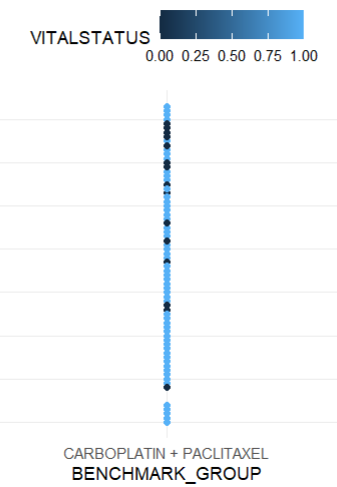 VITALSTATUS
0.00 0.25 0.50 0.75 1.00
CARBOPLATIN + PACLITAXEL
BENCHMARK_GROUP